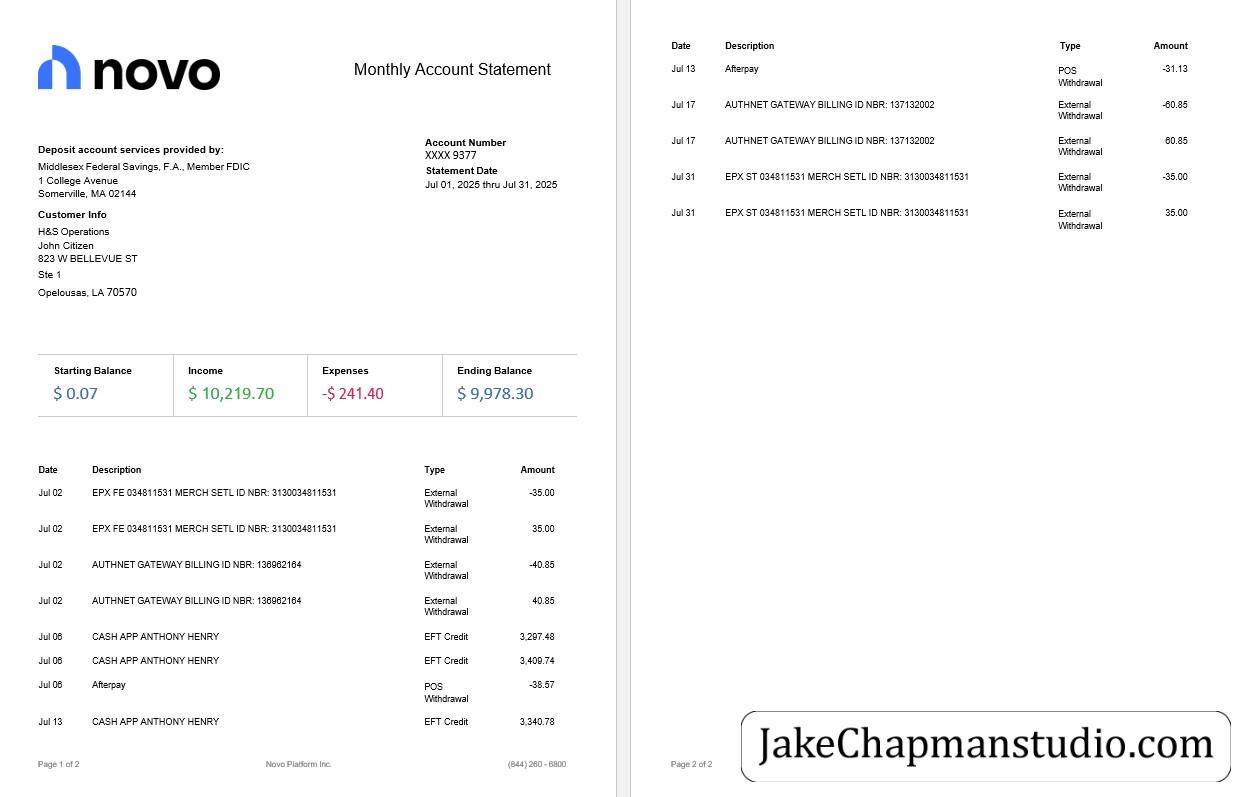 novo
Monthly Account Statement
Deposit account services provided by:
Middlesex Federal Savings, F.A., Member FDIC
1 College Avenue
Somerville, MA 02144
Account Number
XXXX 9377
Statement Date
Jul 01, 2025 thru Jul 31, 2025
Customer Info
H&S Operations
John Citizen
823 W BELLEVUE ST
Ste 1
Opelousas, LA 70570
Starting Balance Income Expenses Ending Balance
$ 0.07 $ 10,219.70 -$ 241.40 $ 9,978.30
Date Description Type Amount
Jul 02 EPX FE 034811531 MERCH SETL ID NBR: 3130034811531 External -35.00
Withdrawal
Jul 02 EPX FE 034811531 MERCH SETL ID NBR: 3130034811531 External 35.00
Withdrawal
Jul 02 AUTHNET GATEWAY BILLING ID NBR: 136962164 External -40.85
Withdrawal
Jul 02 AUTHNET GATEWAY BILLING ID NBR: 136962164 External 40.85
Withdrawal
Jul 06 CASH APP ANTHONY HENRY EFT Credit 3,297.48
Jul 06 CASH APP ANTHONY HENRY EFT Credit 3,409.74
Jul 06 Afterpay POS -38.57
Withdrawal
Jul 13 CASH APP ANTHONY HENRY EFT Credit 3,340.78
Page 1 of 2 Novo Platform Inc. (844) 260 - 6800
Date Description Type Amount
Jul 13 Afterpay POS -31.13
Withdrawal
Jul 17 AUTHNET GATEWAY BILLING ID NBR: 137132002 External -60.85
Withdrawal
Jul 17 AUTHNET GATEWAY BILLING ID NBR: 137132002 External 60.85
Withdrawal
Jul 31 EPX ST 034811531 MERCH SETL ID NBR: 3130034811531 External -35.00
Withdrawal
Jul 31 EPX ST 034811531 MERCH SETL ID NBR: 3130034811531 External 35.00
Withdrawal
Page 2 of 2
JakeChapmanstudio.com